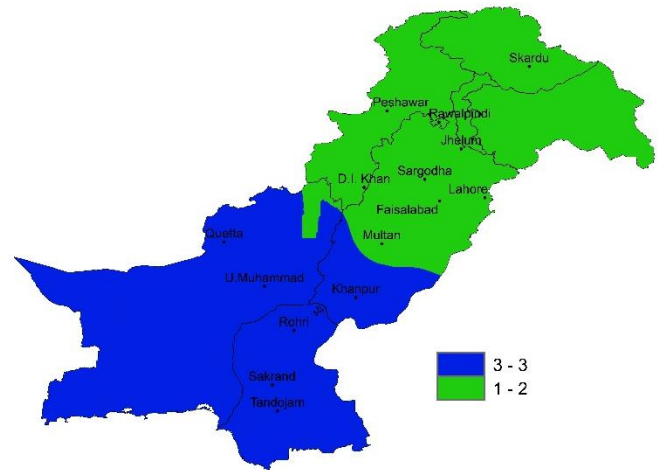 Skardu
Peshawar
Rawalpindi
Jhelum
Sargodha
D.I. Khan
Lahore
Faisalabad
Multan
Quetta
U.Muhammad
Khanpur
Rohri
3 - 3
Sakrand
1 - 2
Tandojam